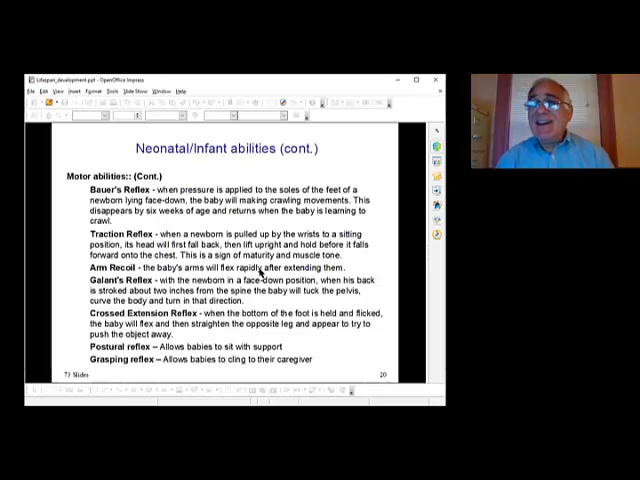 Lifespan_development.ppt - OpenOffice Impress
File Edit View Insert Format Tools Slide Show Window Help
Neonatal/Infant abilities (cont.)
Motor abilities:: (Cont.)
Bauer's Reflex - when pressure is applied to the soles of the feet of a
newborn lying face-down, the baby will making crawling movements. This
disappears by six weeks of age and returns when the baby is learning to
crawl.
Traction Reflex - when a newborn is pulled up by the wrists to a sitting
position, its head will first fall back, then lift upright and hold before it falls
forward onto the chest. This is a sign of maturity and muscle tone.
Arm Recoil - the baby's arms will flex rapidly after extending them.
Galant's Reflex - with the newborn in a face-down position, when his back
is stroked about two inches from the spine the baby will tuck the pelvis,
curve the body and turn in that direction.
Crossed Extension Reflex - when the bottom of the foot is held and flicked,
the baby will flex and then straighten the opposite leg and appear to try to
push the object away.
Postural reflex – Allows babies to sit with support
Grasping reflex – Allows babies to cling to their caregiver
73 Slides 20